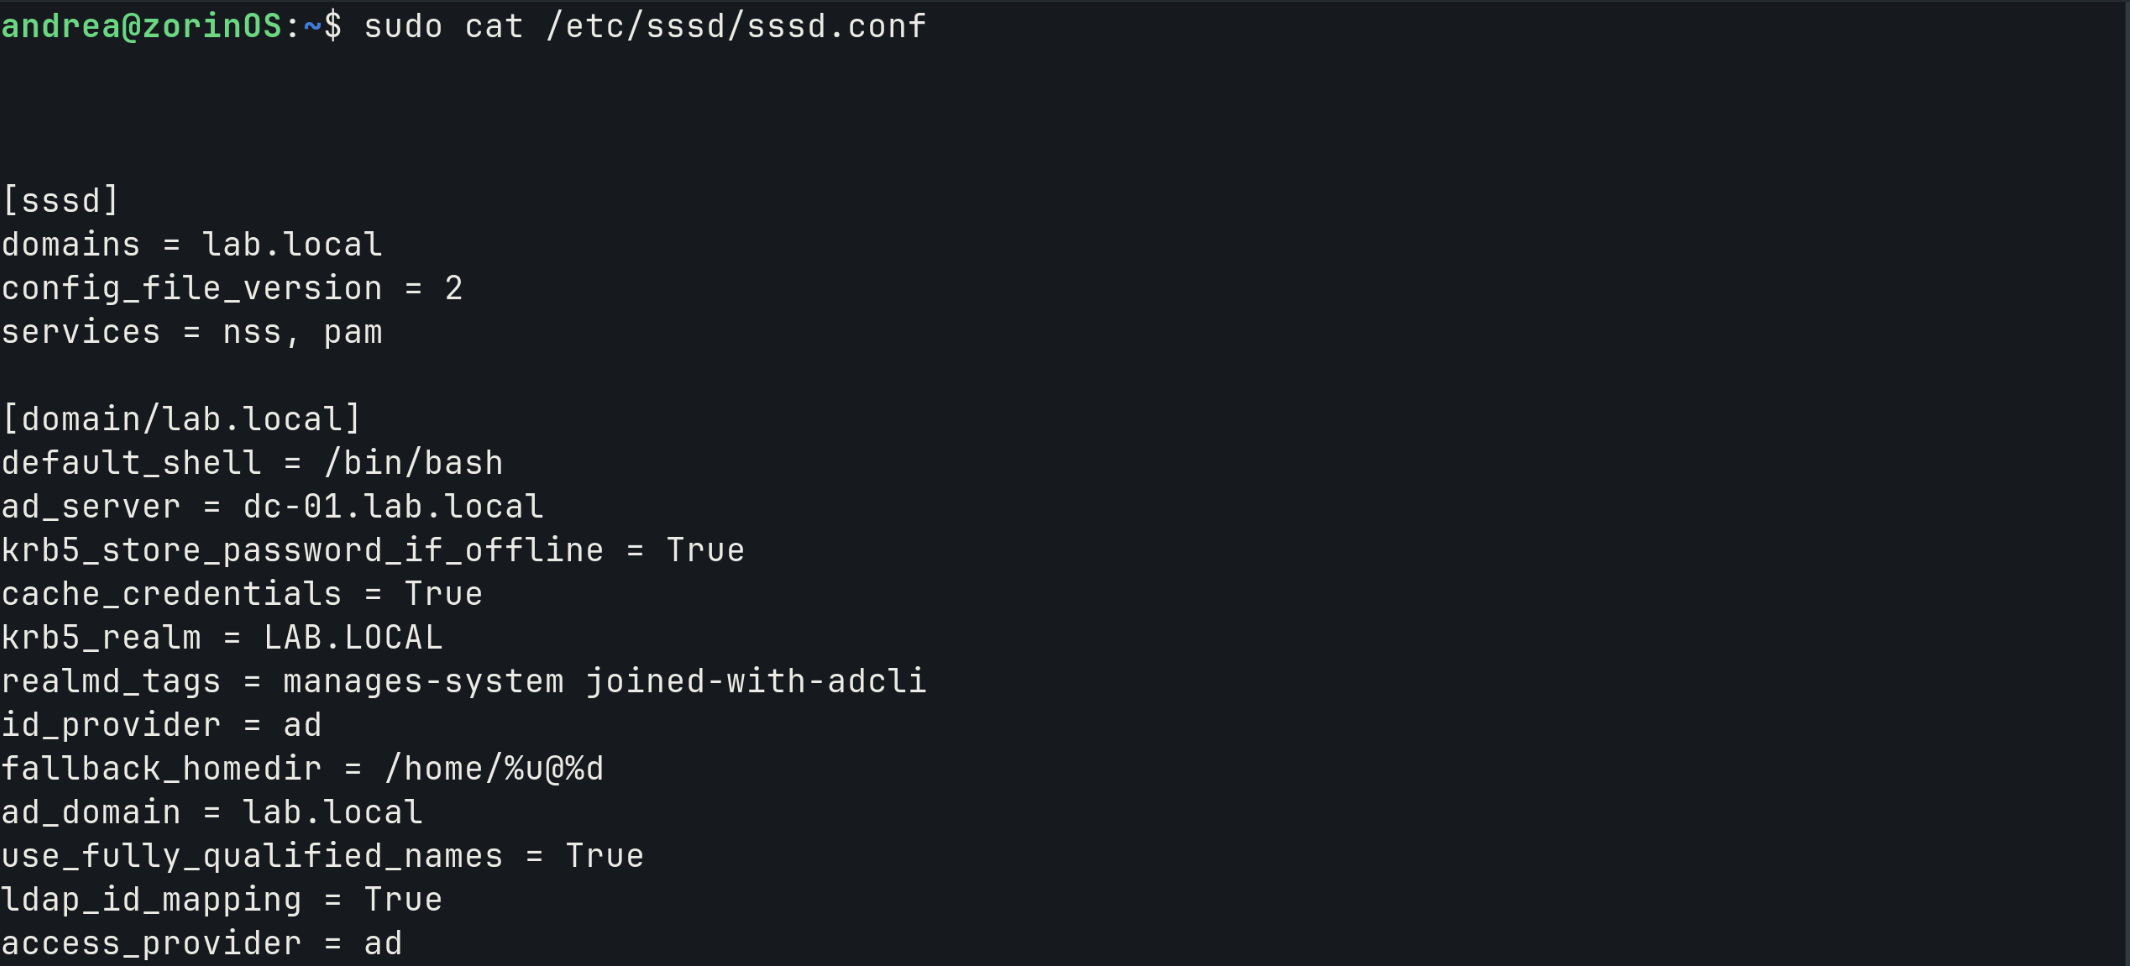 andrea@zorinOS:~$ sudo cat /etc/sssd/sssd.conf
[sssd]
domains = lab.local
config_file_version = 2
services = nss, pam
[domain/lab.local]
default_shell = /bin/bash
ad_server = dc-01.lab.local
krb5_store_password_if_offline = True
cache_credentials = True
krb5_realm = LAB.LOCAL
realmd_tags = manages-system joined-with-adcli
id_provider = ad
fallback_homedir = /home/%u@%d
ad_domain = lab.local
use_fully_qualified_names = True
ldap_id_mapping = True
access_provider = ad